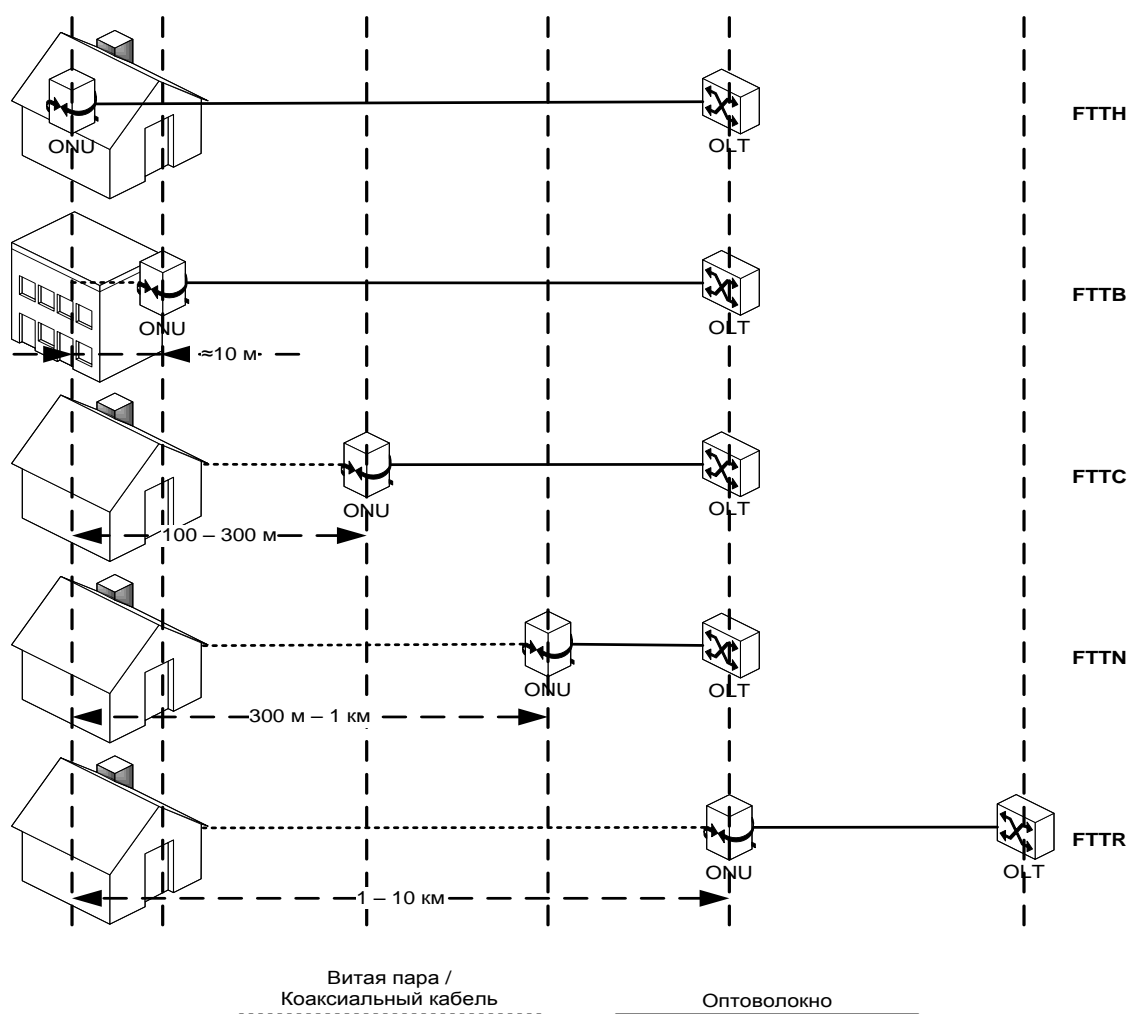 ONU
OLT
FTTH
ONU
OLT
FTTB
≈10 м
ONU
OLT
FTTC
100 – 300 м
ONU
OLT
FTTN
300 м – 1 км
ONU
OLT
FTTR
1 – 10 км
Витая пара /
Коаксиальный кабель
Оптоволокно